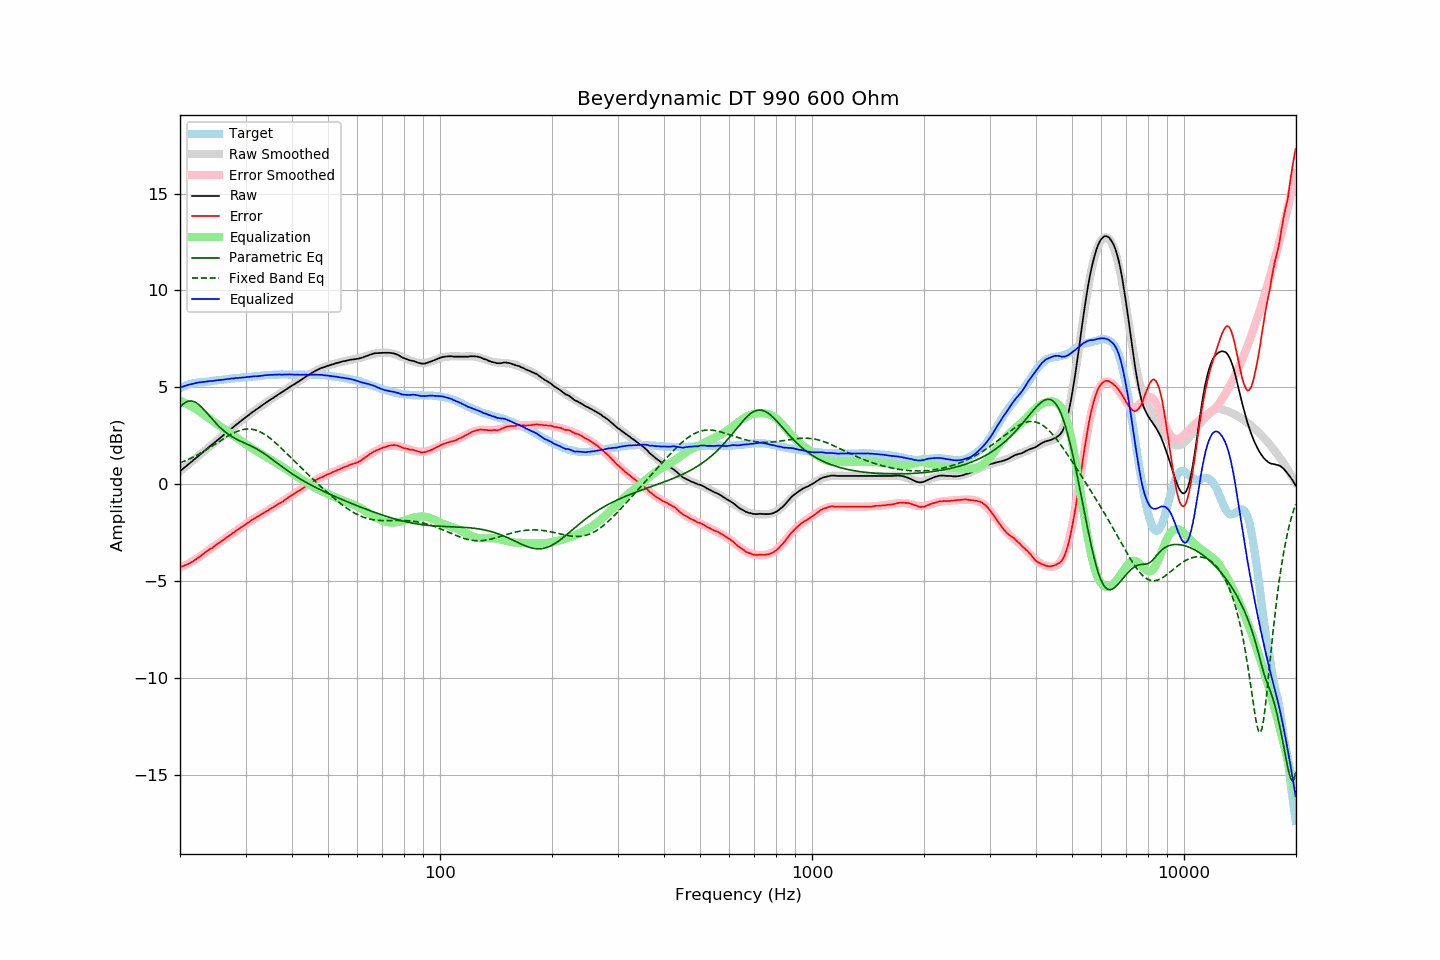 Beyerdynamic DT 990 600 Ohm
Target
Raw Smoothed
Error Smoothed
Raw
Error
Equalization
Parametric Eq
Fixed Band Eq
Equalized
15
10
5
0
−5
−10
−15
Amplitude (dBr)
100
1000
10000
Frequency (Hz)